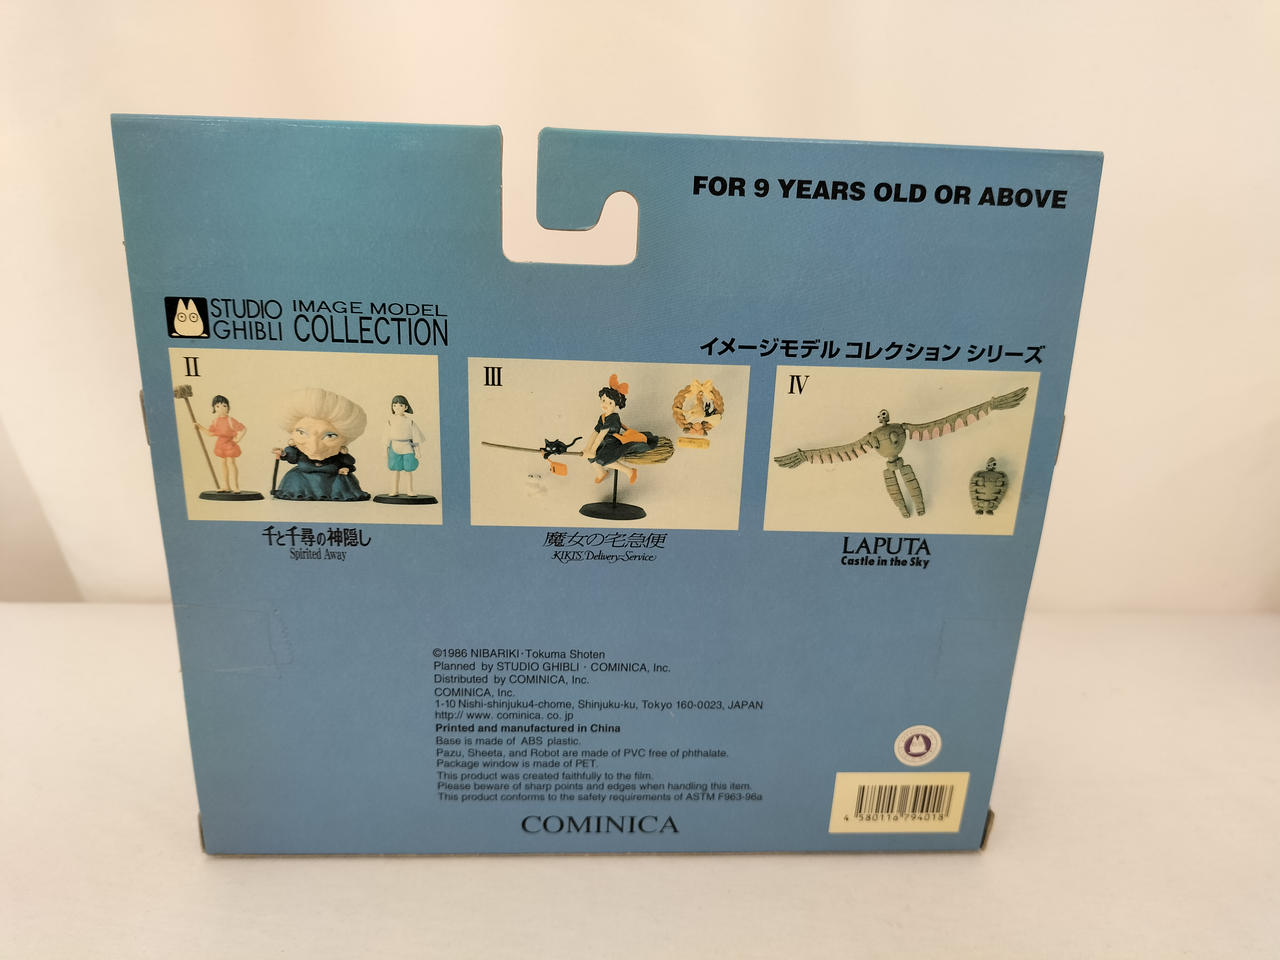 FOR 9 YEARS OLD OR ABOVE
STUDIO GHIBLI
IMAGE MODEL COLLECTION
イメージモデル コレクション シリーズ
II
III
IV
千と千尋の神隠し
Spirited Away
魔女の宅急便
KIKI'S Delivery Service
LAPUTA
Castle in the Sky
©1986 NIBARIKI・Tokuma Shoten
Planned by STUDIO GHIBLI・COMINICA, Inc.
Distributed by COMINICA, Inc.
COMINICA, Inc.
1-10 Nishi-shinjuku4-chome, Shinjuku-ku, Tokyo 160-0023, JAPAN
http:// www. cominica. co. jp
Printed and manufactured in China
Base is made of ABS plastic.
Pazu, Sheeta, and Robot are made of PVC free of phthalate.
Package window is made of PET.
This product was created faithfully to the film.
Please beware of sharp points and edges when handling this item.
This product conforms to the safety requirements of ASTM F963-96a
COMINICA
4 580116 794018